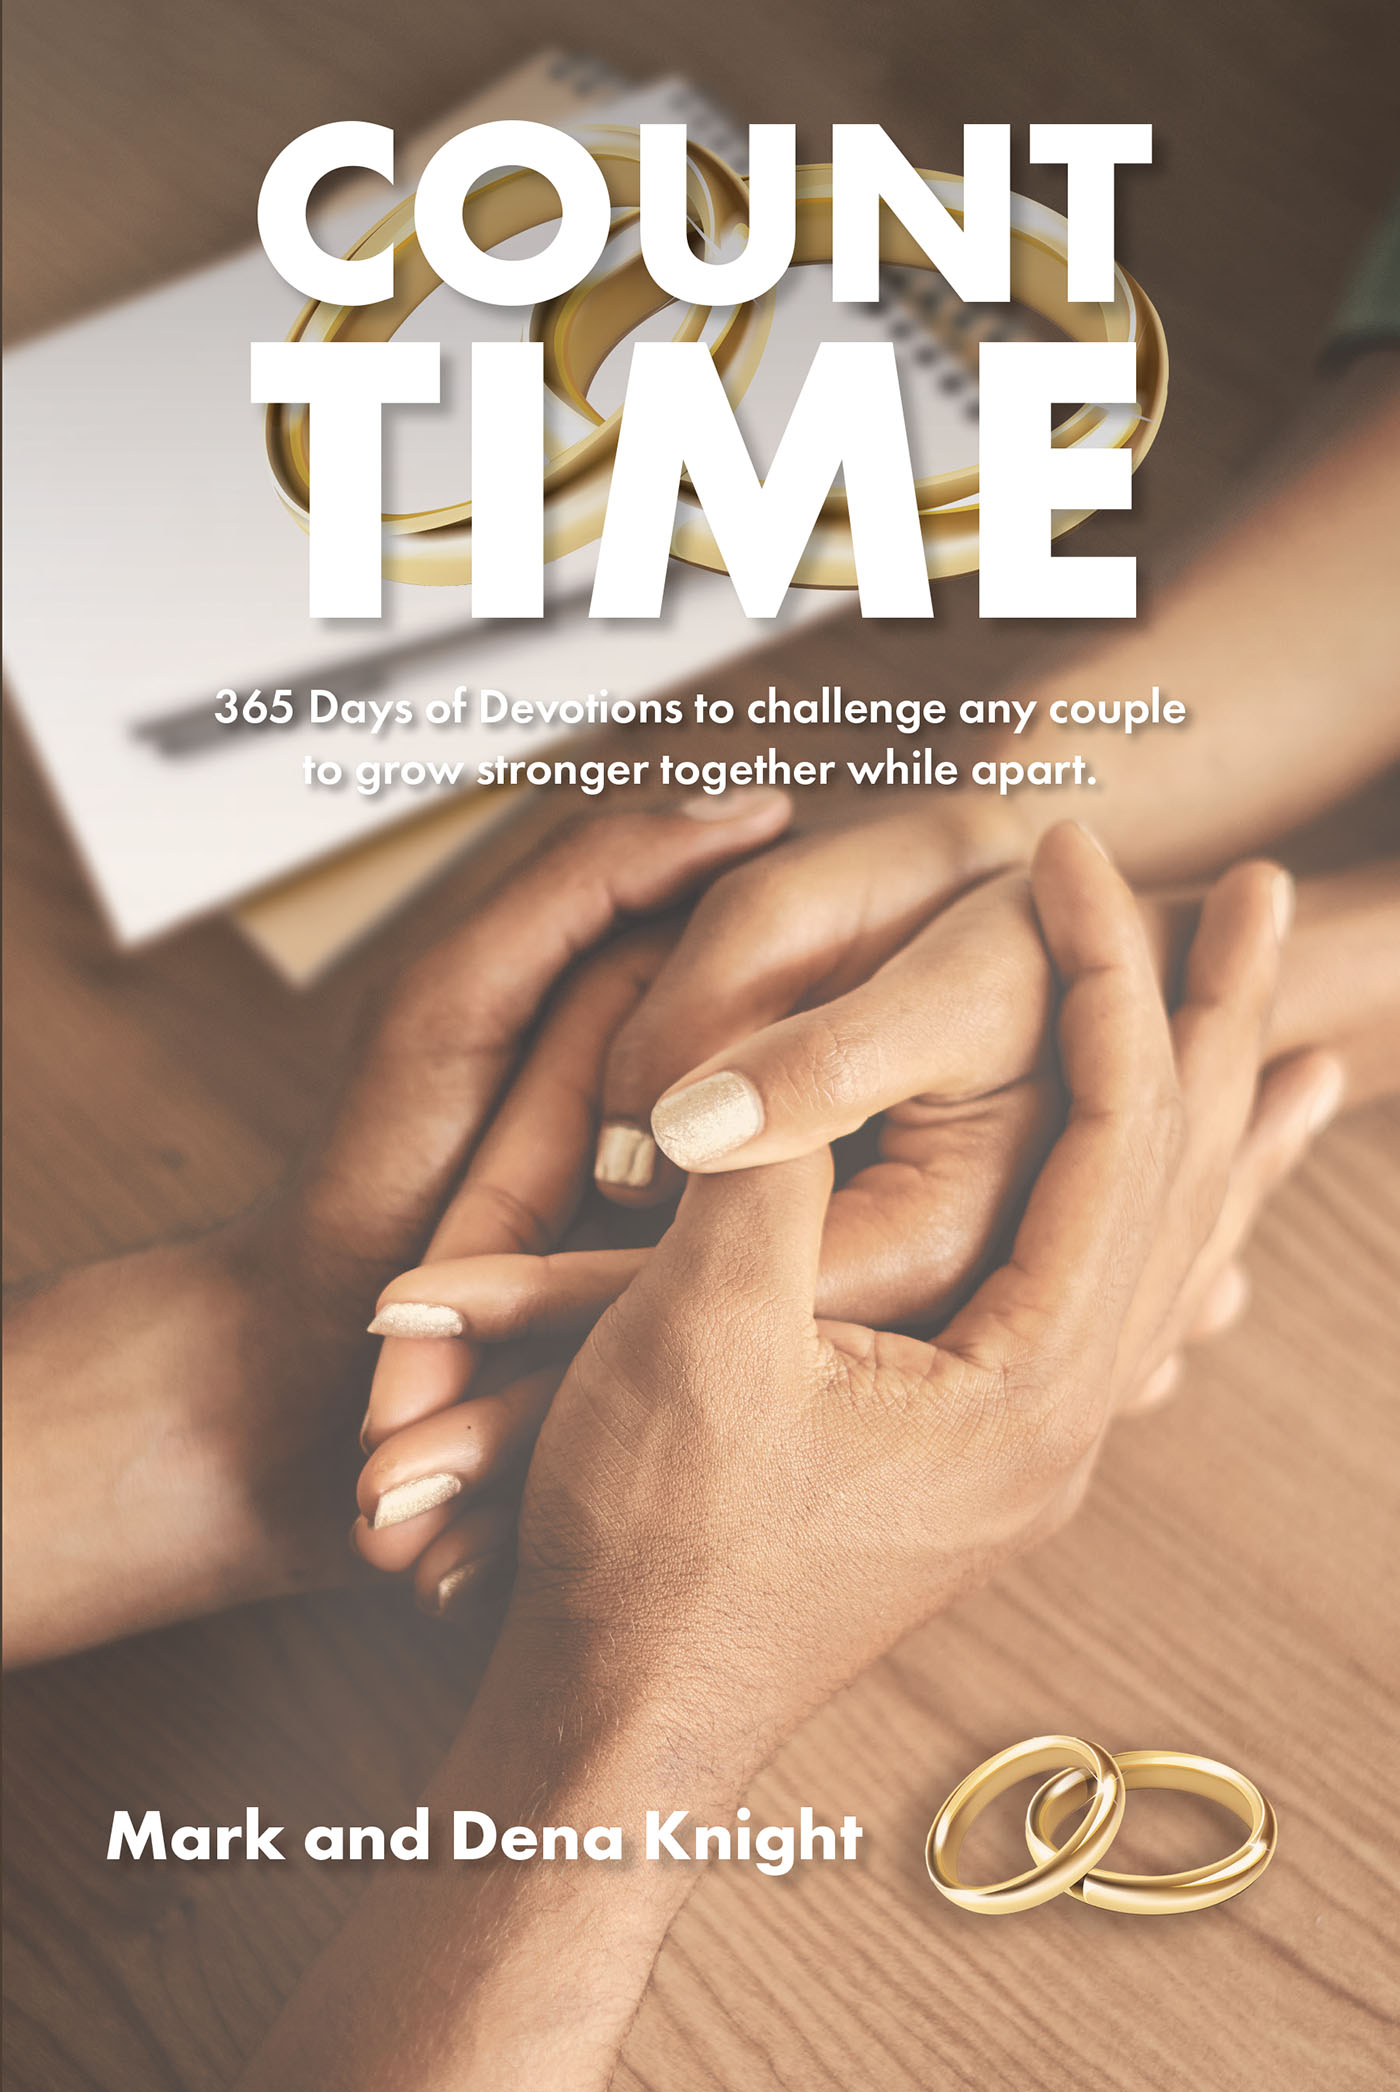 COUNT
TIME
365 Days of Devotions to challenge any couple
to grow stronger together while apart.
Mark and Dena Knight